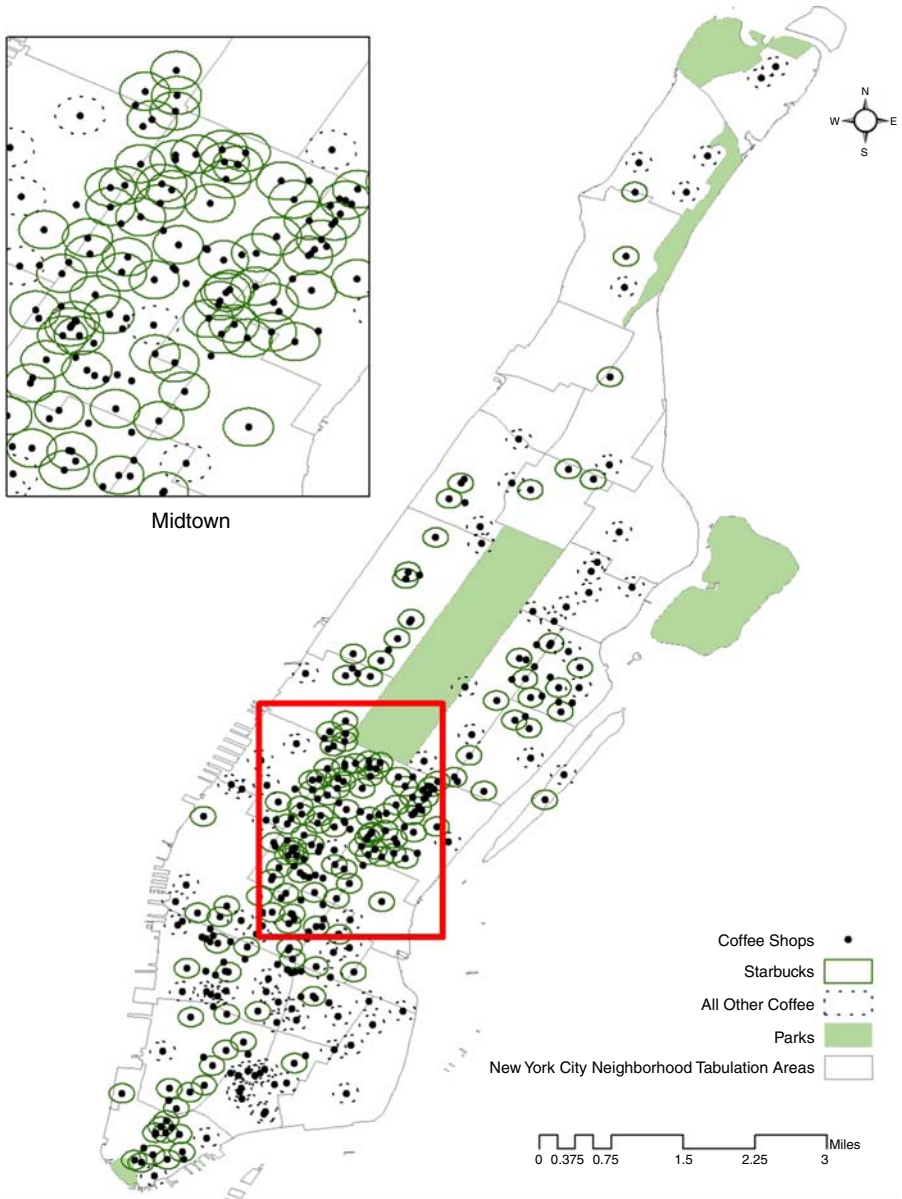 N
W E
S
Midtown
Coffee Shops
Starbucks
All Other Coffee
Parks
New York City Neighborhood Tabulation Areas
Miles
0 0.375 0.75 1.5 2.25 3